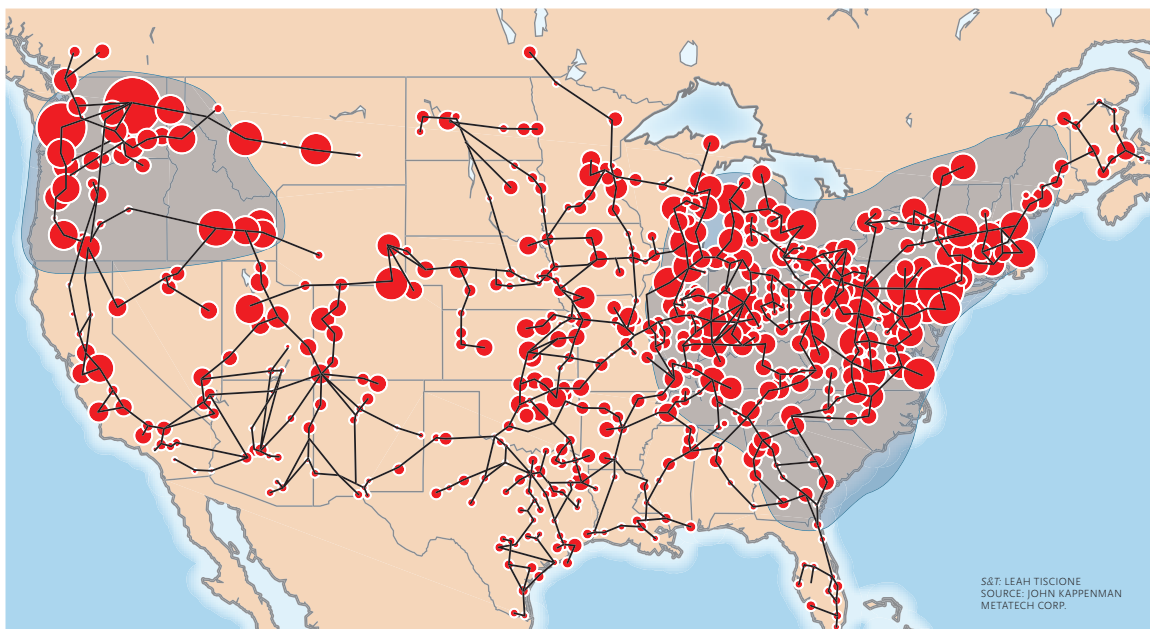 S&T: LEAH TISCIONE
SOURCE: JOHN KAPPENMAN
METATECH CORP.